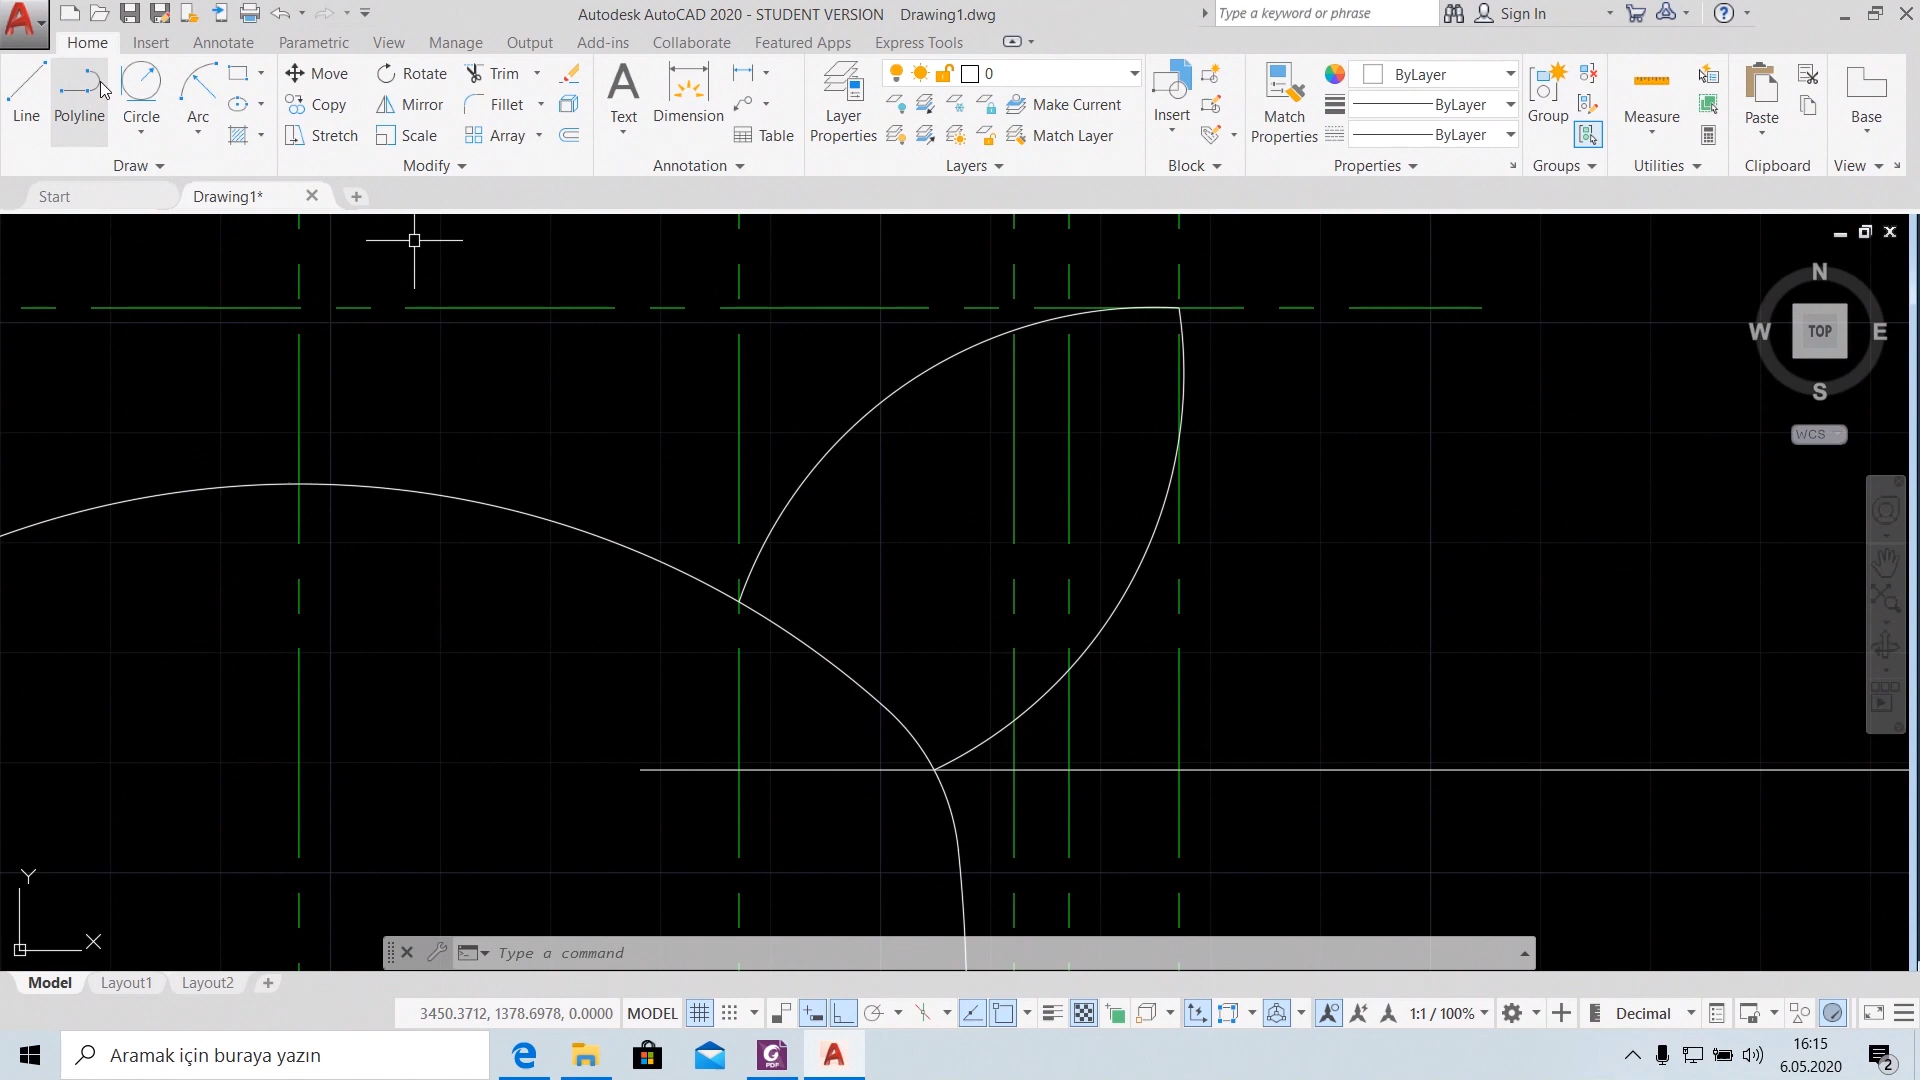 Autodesk AutoCAD 2020 - STUDENT VERSION Drawing1.dwg
Type a keyword or phrase
Sign In
Home Insert Annotate Parametric View Manage Output Add-ins Collaborate Featured Apps Express Tools
Line Polyline Circle Arc
Move Rotate Trim
Copy Mirror Fillet
Stretch Scale Array
Text Dimension Table
Layer Properties
0
Make Current
Match Layer
Insert
Match Properties
ByLayer
ByLayer
ByLayer
Group
Measure
Paste
Base
Draw Modify Annotation Layers Block Properties Groups Utilities Clipboard View
Start Drawing1*
N
W TOP E
S
WCS
Y
X
Type a command
Model Layout1 Layout2
3450.3712, 1378.6978, 0.0000 MODEL 1:1 / 100% Decimal
Aramak için buraya yazın
PDF
16:15
6.05.2020
2